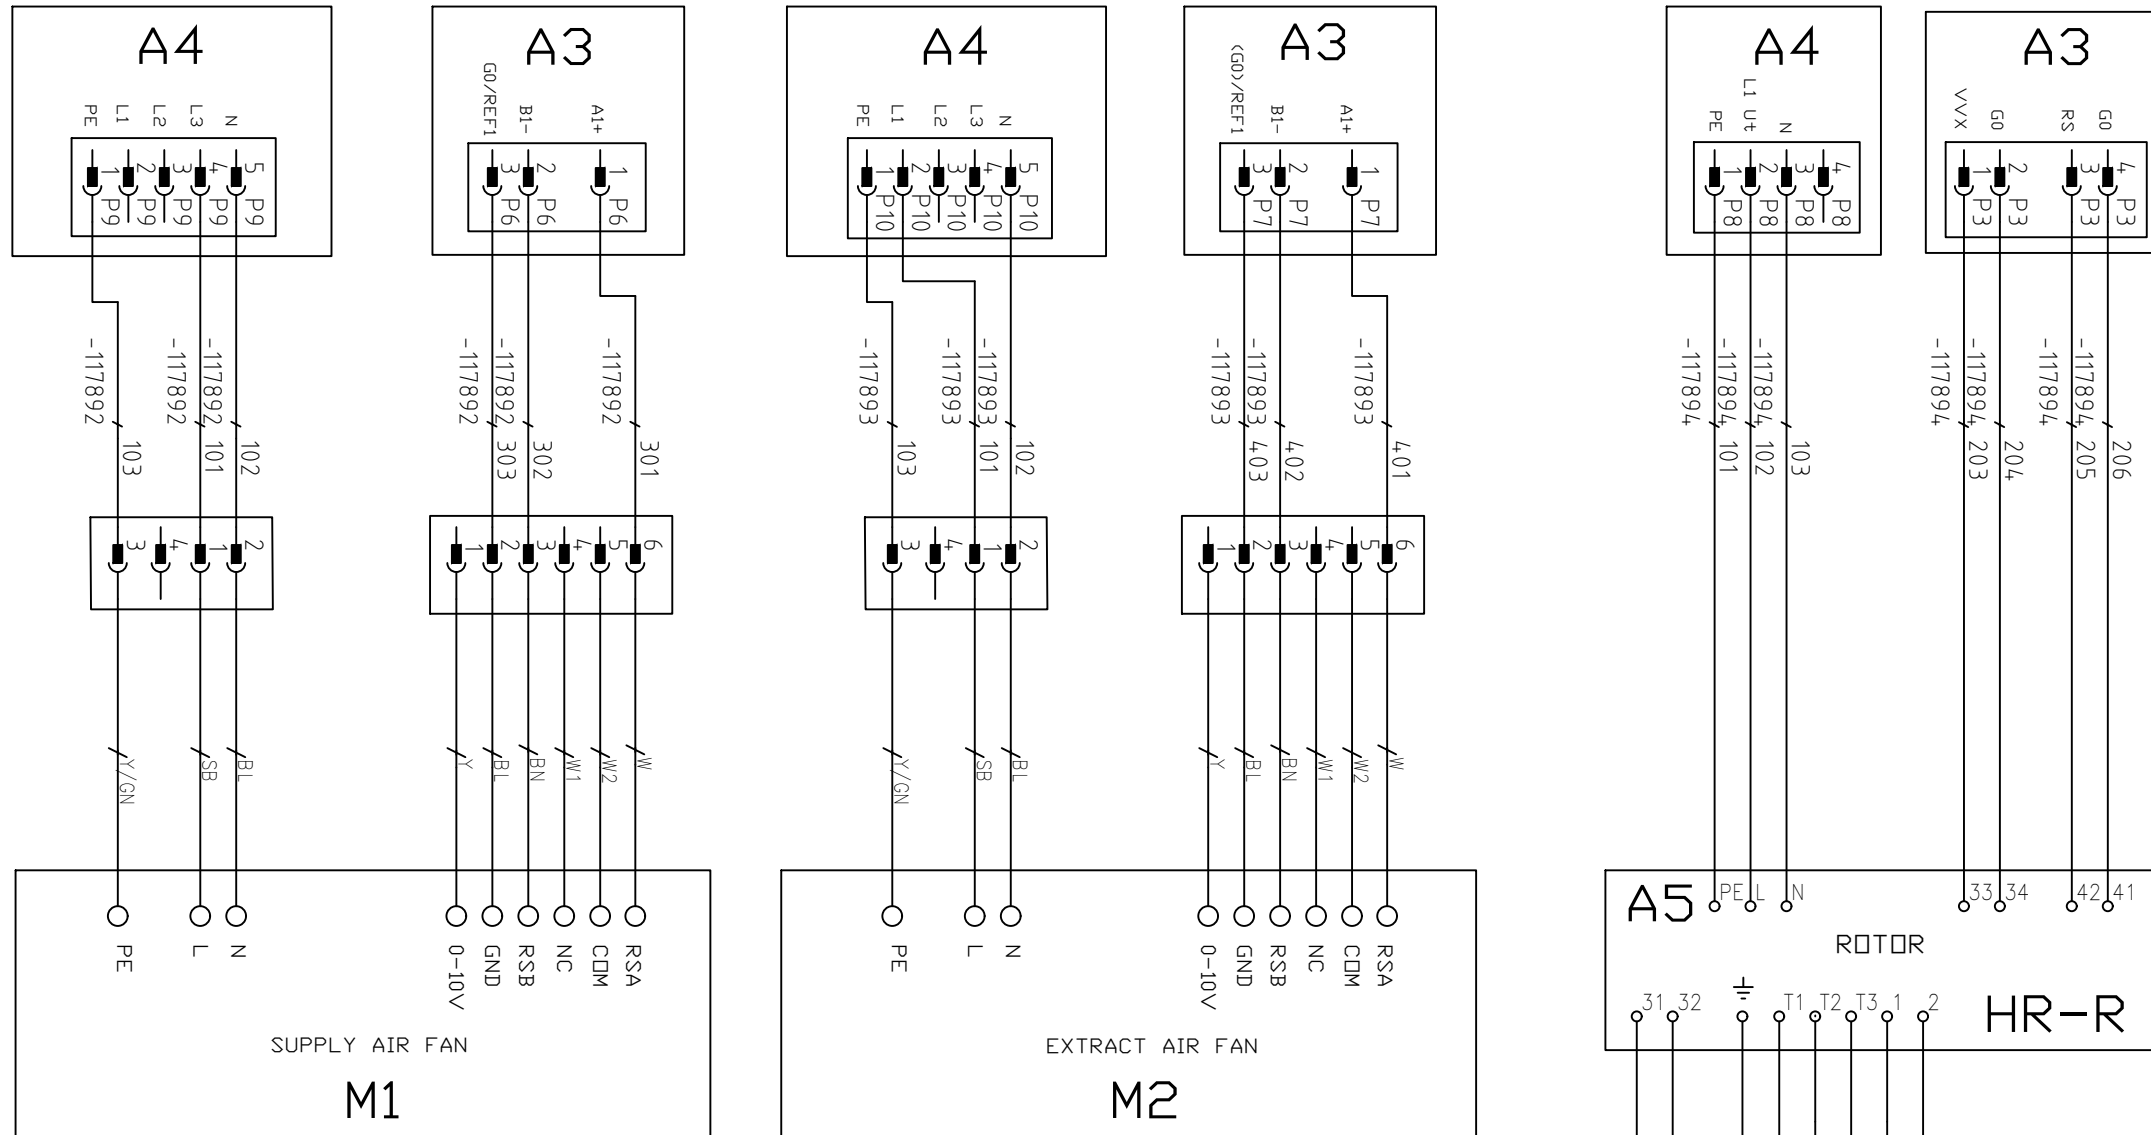 A4
PE
L1
L2
L3
N
1
2
3
4
5
P9
P9
P9
P9
P9
-117892
-117892
-117892
103
101
102
3
4
1
2
Y/GN
SB
BL
A3
G0/REF1
B1-
A1+
3
2
1
P6
P6
P6
-117892
-117892
-117892
303
302
301
1
2
3
4
5
6
Y
BL
BN
W1
W2
W
PE
L
N
0-10V
GND
RSB
NC
COM
RSA
SUPPLY AIR FAN
M1
A4
PE
L1
L2
L3
N
1
2
3
4
5
P10
P10
P10
P10
P10
-117893
-117893
-117893
103
101
102
3
4
1
2
Y/GN
SB
BL
A3
(G0)/REF1
B1-
A1+
3
2
1
P7
P7
P7
-117893
-117893
-117893
403
402
401
1
2
3
4
5
6
Y
BL
BN
W1
W2
W
PE
L
N
0-10V
GND
RSB
NC
COM
RSA
EXTRACT AIR FAN
M2
A4
PE
L1 Ut
N
1
2
3
4
P8
P8
P8
P8
-117894
-117894
-117894
101
102
103
A3
VVX
G0
RS
G0
1
2
3
4
P3
P3
P3
P3
-117894
-117894
-117894
-117894
203
204
205
206
A5
PE L N
33 34
42 41
ROTOR
31 32
T1 T2 T3 1 2
HR-R